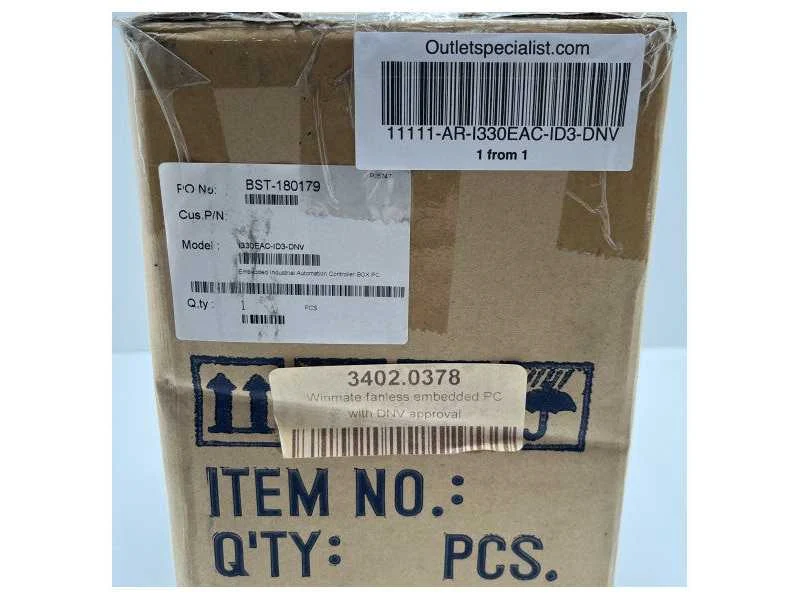 Outletspecialist.com
11111-AR-I330EAC-ID3-DNV
1 from 1
PO No:
BST-180179
Cus.P/N:
Model :
I330EAC-ID3-DNV
Embedded Industrial Automation Controller BOX PC
Q.ty :
1
PCS
3402.0378
Winmate fanless embedded PC
with DNV approval
ITEM NO.:
Q'TY: PCS.